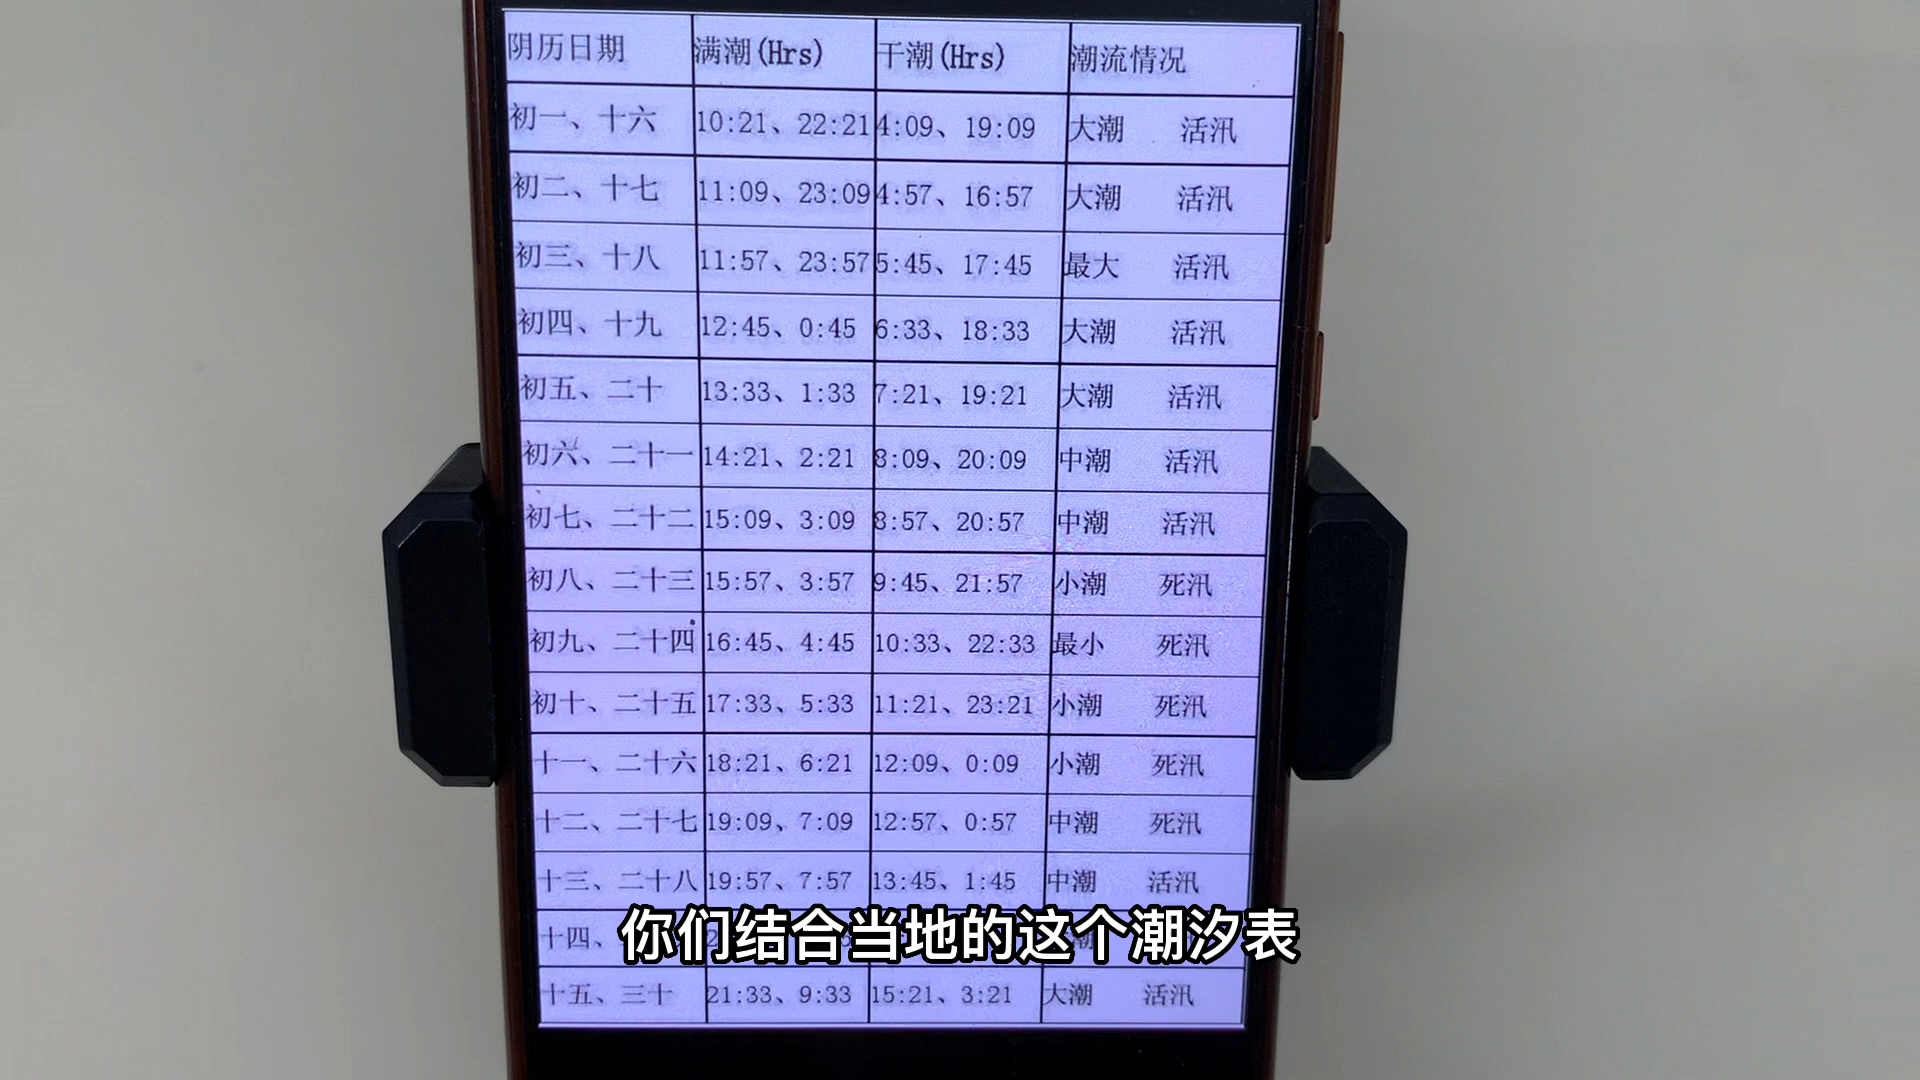 阴历日期 满潮(Hrs) 干潮(Hrs) 潮流情况
初一、十六 10:21、22:21 4:09、19:09 大潮 活汛
初二、十七 11:09、23:09 4:57、16:57 大潮 活汛
初三、十八 11:57、23:57 5:45、17:45 最大 活汛
初四、十九 12:45、0:45 6:33、18:33 大潮 活汛
初五、二十 13:33、1:33 7:21、19:21 大潮 活汛
初六、二十一 14:21、2:21 8:09、20:09 中潮 活汛
初七、二十二 15:09、3:09 8:57、20:57 中潮 活汛
初八、二十三 15:57、3:57 9:45、21:57 小潮 死汛
初九、二十四 16:45、4:45 10:33、22:33 最小 死汛
初十、二十五 17:33、5:33 11:21、23:21 小潮 死汛
十一、二十六 18:21、6:21 12:09、0:09 小潮 死汛
十二、二十七 19:09、7:09 12:57、0:57 中潮 死汛
十三、二十八 19:57、7:57 13:45、1:45 中潮 活汛
十四、
你们结合当地的这个潮汐表
十五、三十 21:33、9:33 15:21、3:21 大潮 活汛